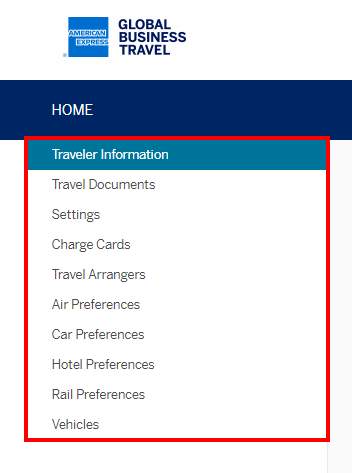 AMERICAN
EXPRESS
GLOBAL
BUSINESS
TRAVEL
HOME
Traveler Information
Travel Documents
Settings
Charge Cards
Travel Arrangers
Air Preferences
Car Preferences
Hotel Preferences
Rail Preferences
Vehicles